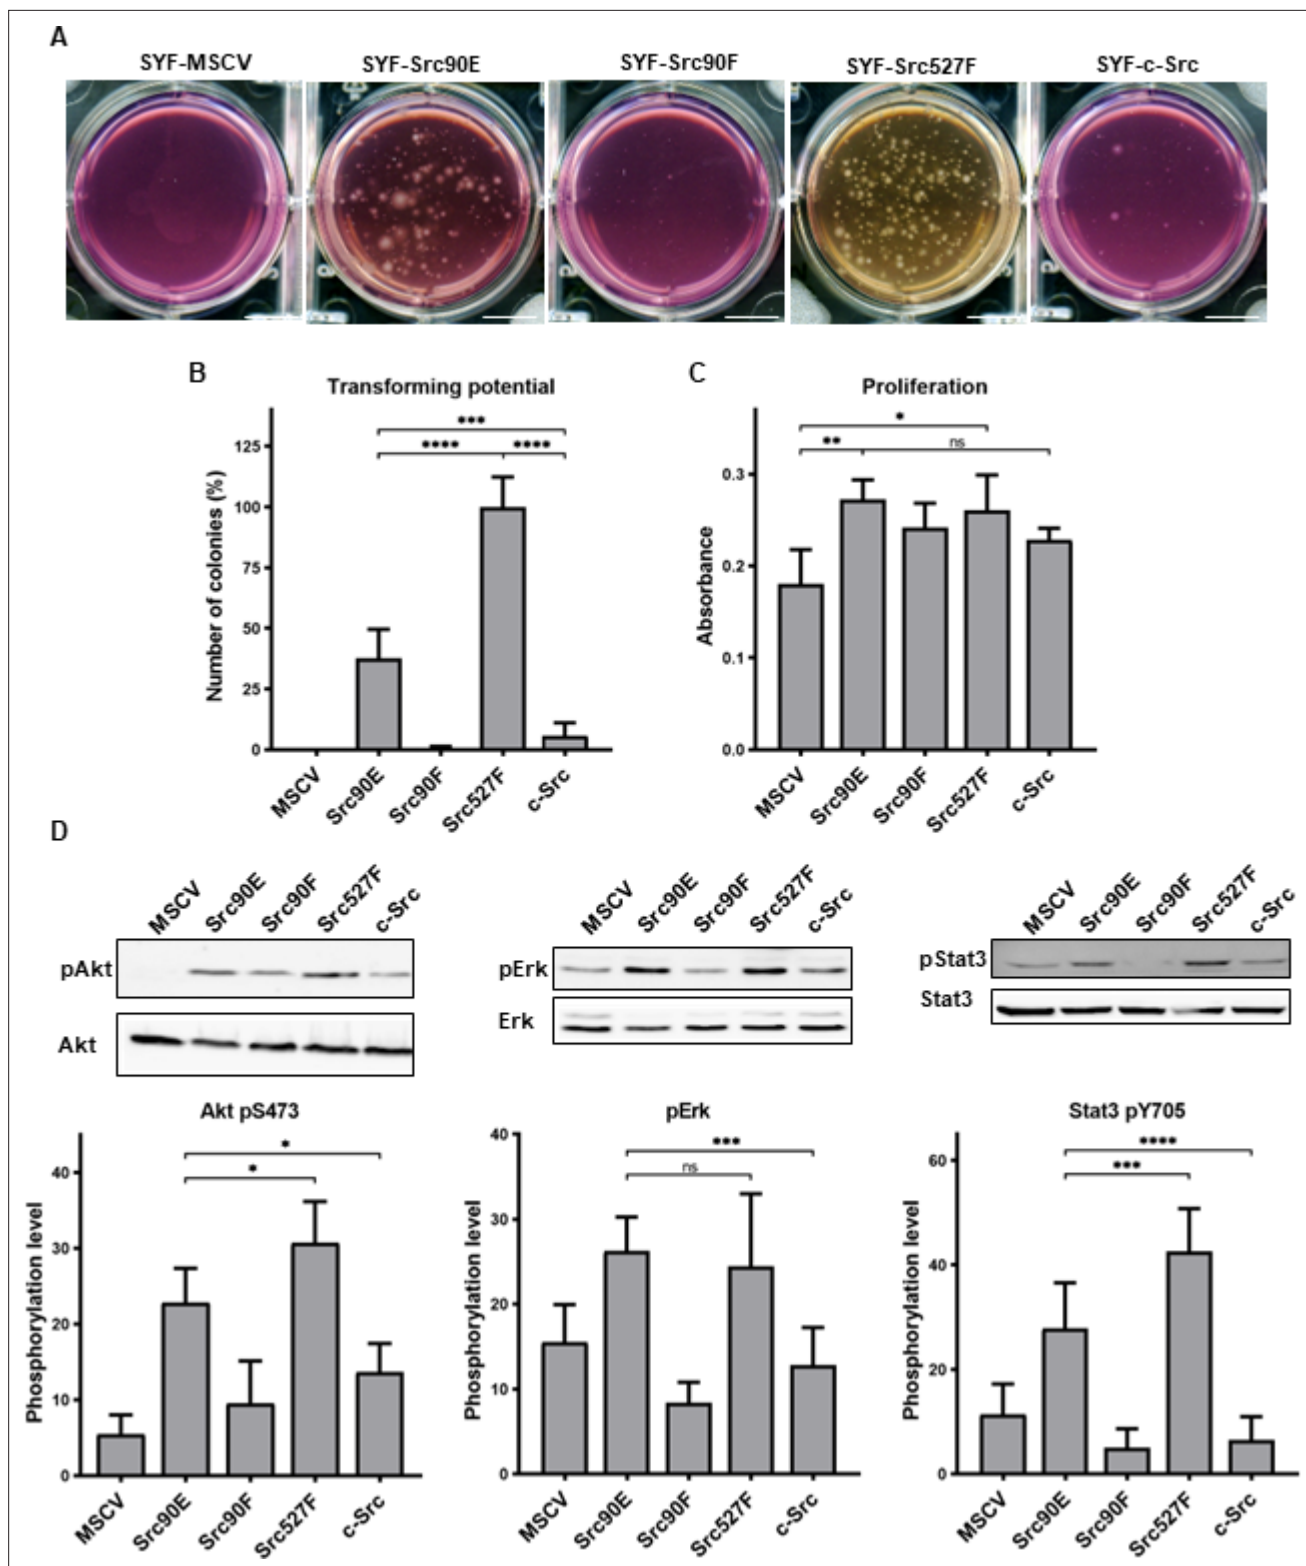 A
SYF-MSCV SYF-Src90E SYF-Src90F SYF-Src527F SYF-c-Src
B
Transforming potential
*** 
**** ****
Number of colonies (%)
125
100
75
50
25
0
MSCV Src90E Src90F Src527F c-Src
C
Proliferation
*
** ns
Absorbance
0.3
0.2
0.1
0.0
MSCV Src90E Src90F Src527F c-Src
D
MSCV Src90E Src90F Src527F c-Src
pAkt
Akt
MSCV Src90E Src90F Src527F c-Src
pErk
Erk
MSCV Src90E Src90F Src527F c-Src
pStat3
Stat3
Akt pS473
*
*
Phosphorylation level
40
30
20
10
0
MSCV Src90E Src90F Src527F c-Src
pErk
***
ns
Phosphorylation level
40
30
20
10
0
MSCV Src90E Src90F Src527F c-Src
Stat3 pY705
****
***
Phosphorylation level
60
40
20
0
MSCV Src90E Src90F Src527F c-Src